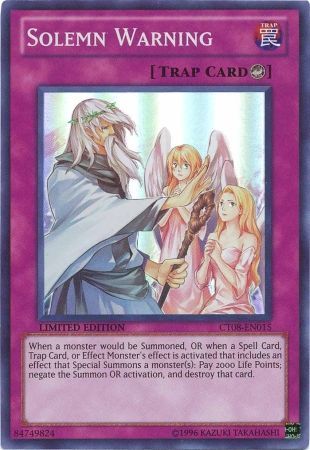 SOLEMN WARNING
TRAP
罠
[TRAP CARD]
LIMITED EDITION CT08-EN015
When a monster would be Summoned, OR when a Spell Card,
Trap Card, or Effect Monster's effect is activated that includes an
effect that Special Summons a monster(s): Pay 2000 Life Points;
negate the Summon OR activation, and destroy that card.
84749824 ©1996 KAZUKI TAKAHASHI